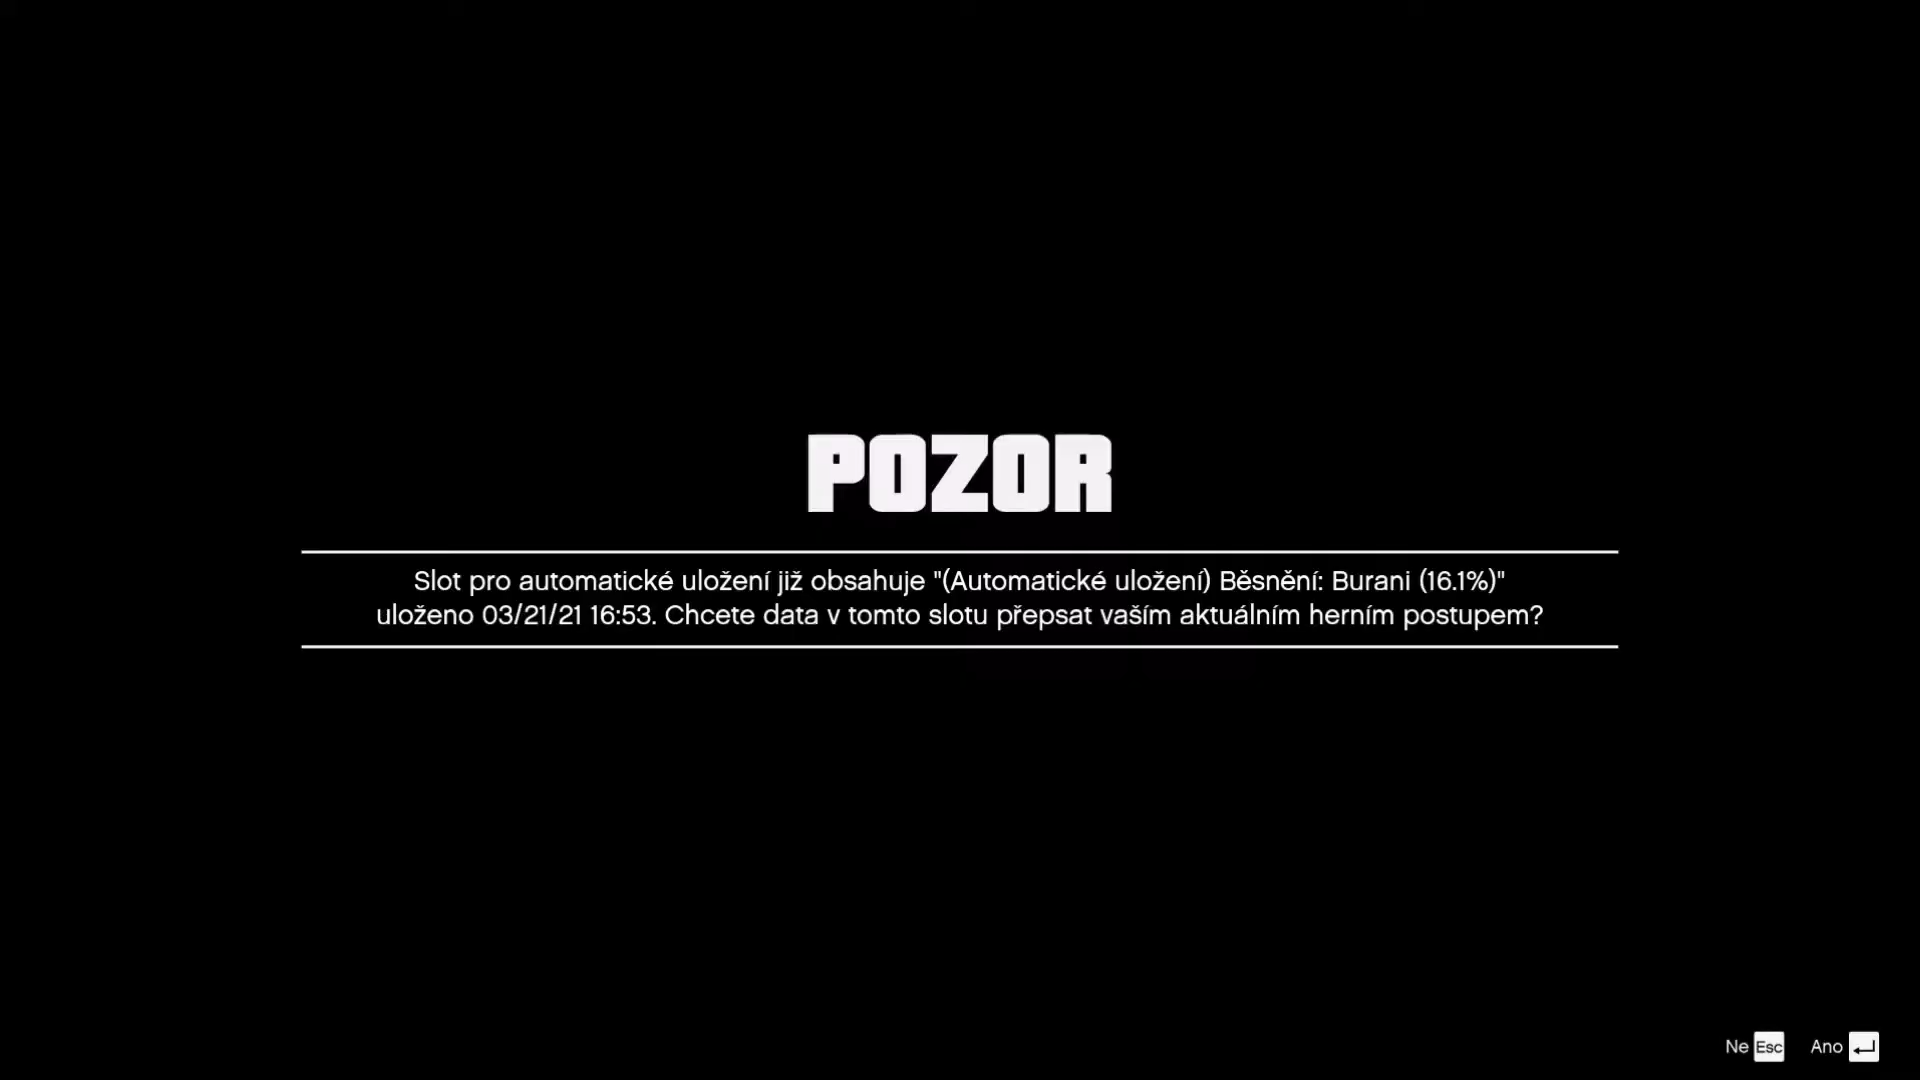 POZOR
Slot pro automatické uložení již obsahuje "(Automatické uložení) Běsnění: Burani (16.1%)"
uloženo 03/21/21 16:53. Chcete data v tomto slotu přepsat vaším aktuálním herním postupem?
Ne Esc Ano